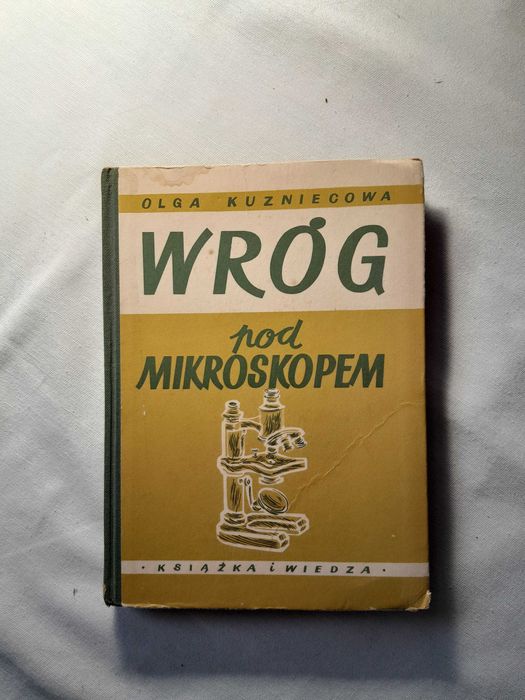 OLGA KUZNIECOWA
WRÓG
pod
MIKROSKOPEM
• KSIĄŻKA i WIEDZA •